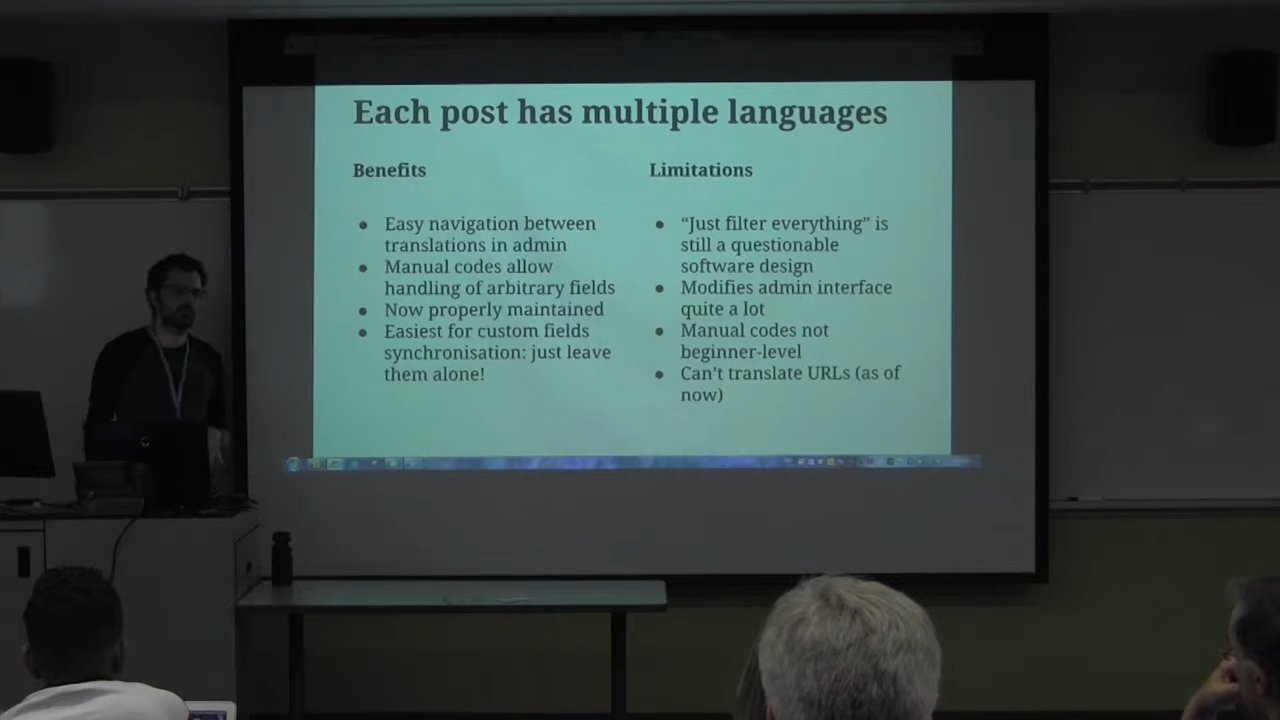 Each post has multiple languages
Benefits
● Easy navigation between
translations in admin
● Manual codes allow
handling of arbitrary fields
● Now properly maintained
● Easiest for custom fields
synchronisation: just leave
them alone!
Limitations
● “Just filter everything” is
still a questionable
software design
● Modifies admin interface
quite a lot
● Manual codes not
beginner-level
● Can’t translate URLs (as of
now)